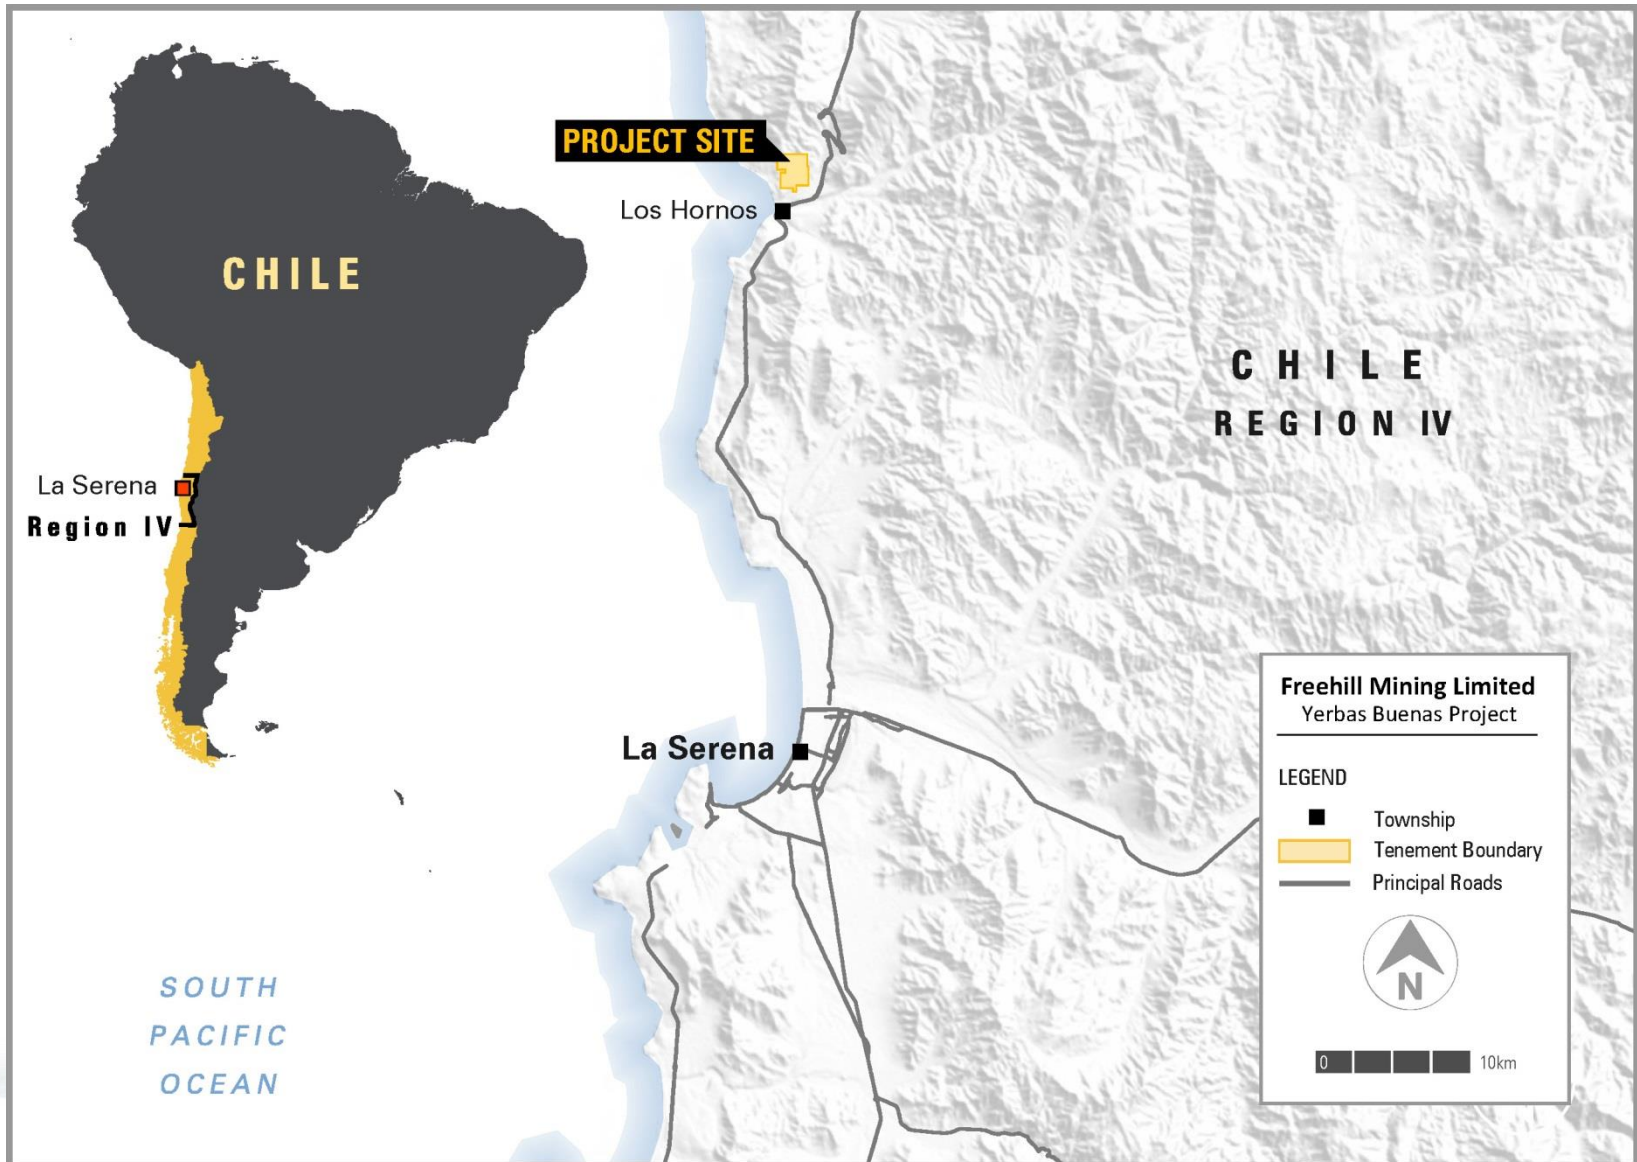 PROJECT SITE
Los Hornos
CHILE
CHILE
REGION IV
La Serena
Region IV
La Serena
SOUTH
PACIFIC
OCEAN
Freehill Mining Limited
Yerbas Buenas Project
LEGEND
Township
Tenement Boundary
Principal Roads
N
0 10km